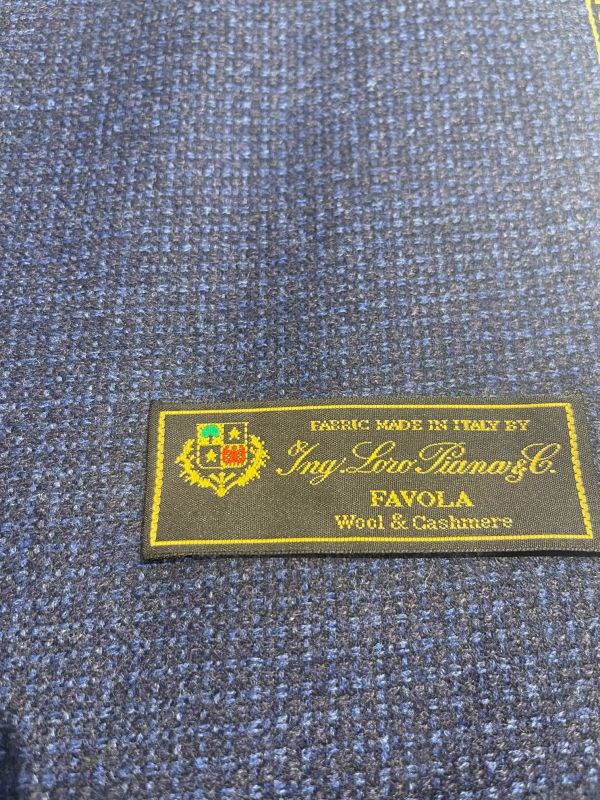 FABRIC MADE IN ITALY BY
Ing. Loro Piana & C.
FAVOLA
Wool & Cashmere